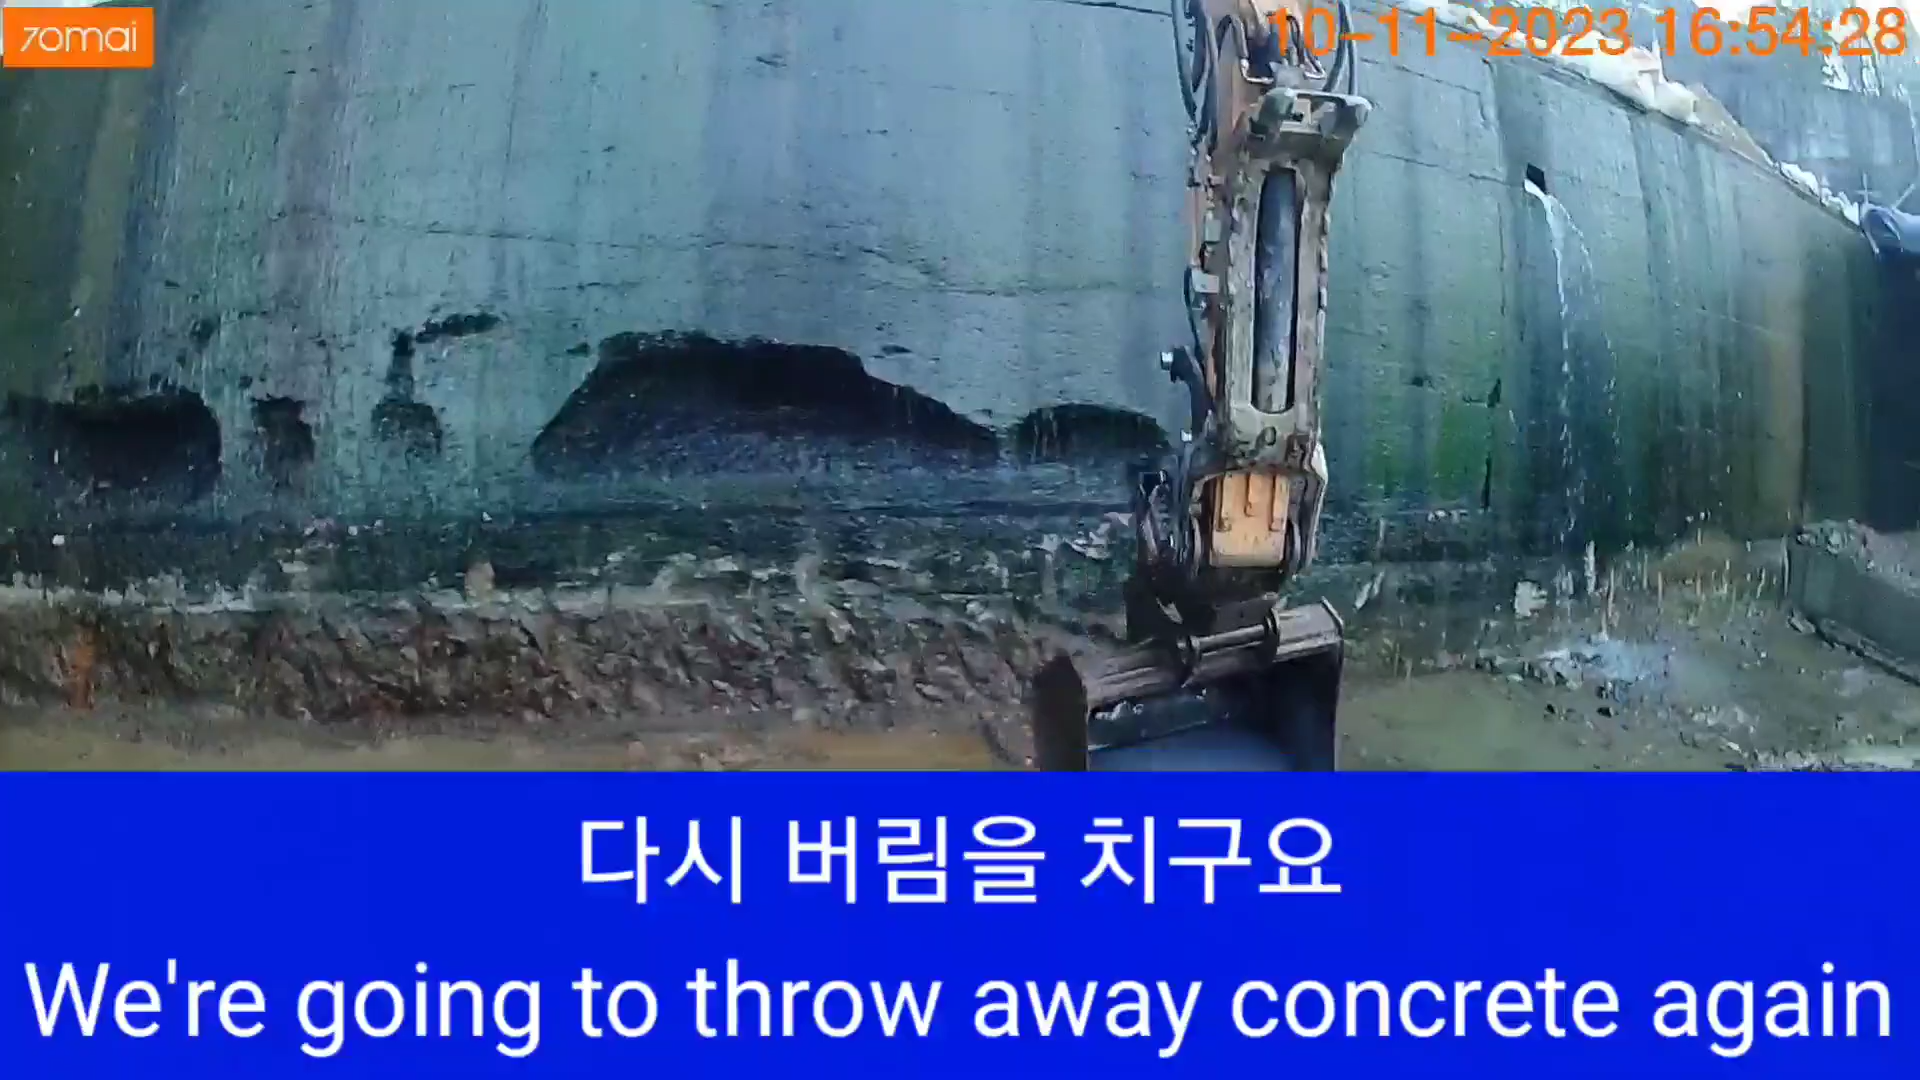 70mai
10-11-2023 16:54:28
다시 버림을 치구요
We're going to throw away concrete again